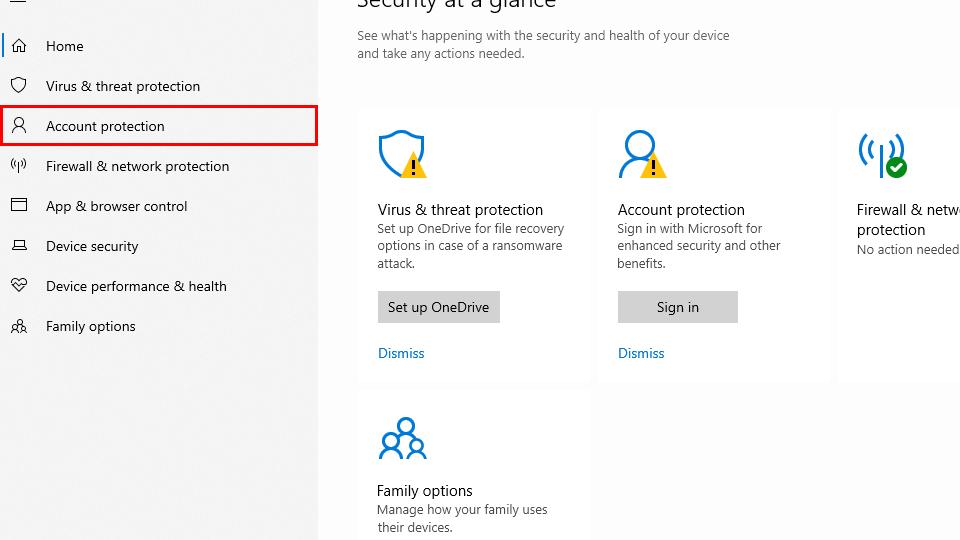 Security at a glance
See what's happening with the security and health of your device
and take any actions needed.
Home
Virus & threat protection
Account protection
Firewall & network protection
App & browser control
Device security
Device performance & health
Family options
Virus & threat protection
Set up OneDrive for file recovery
options in case of a ransomware
attack.
Set up OneDrive
Dismiss
Account protection
Sign in with Microsoft for
enhanced security and other
benefits.
Sign in
Dismiss
Firewall & netw
protection
No action needed
Family options
Manage how your family uses
their devices.